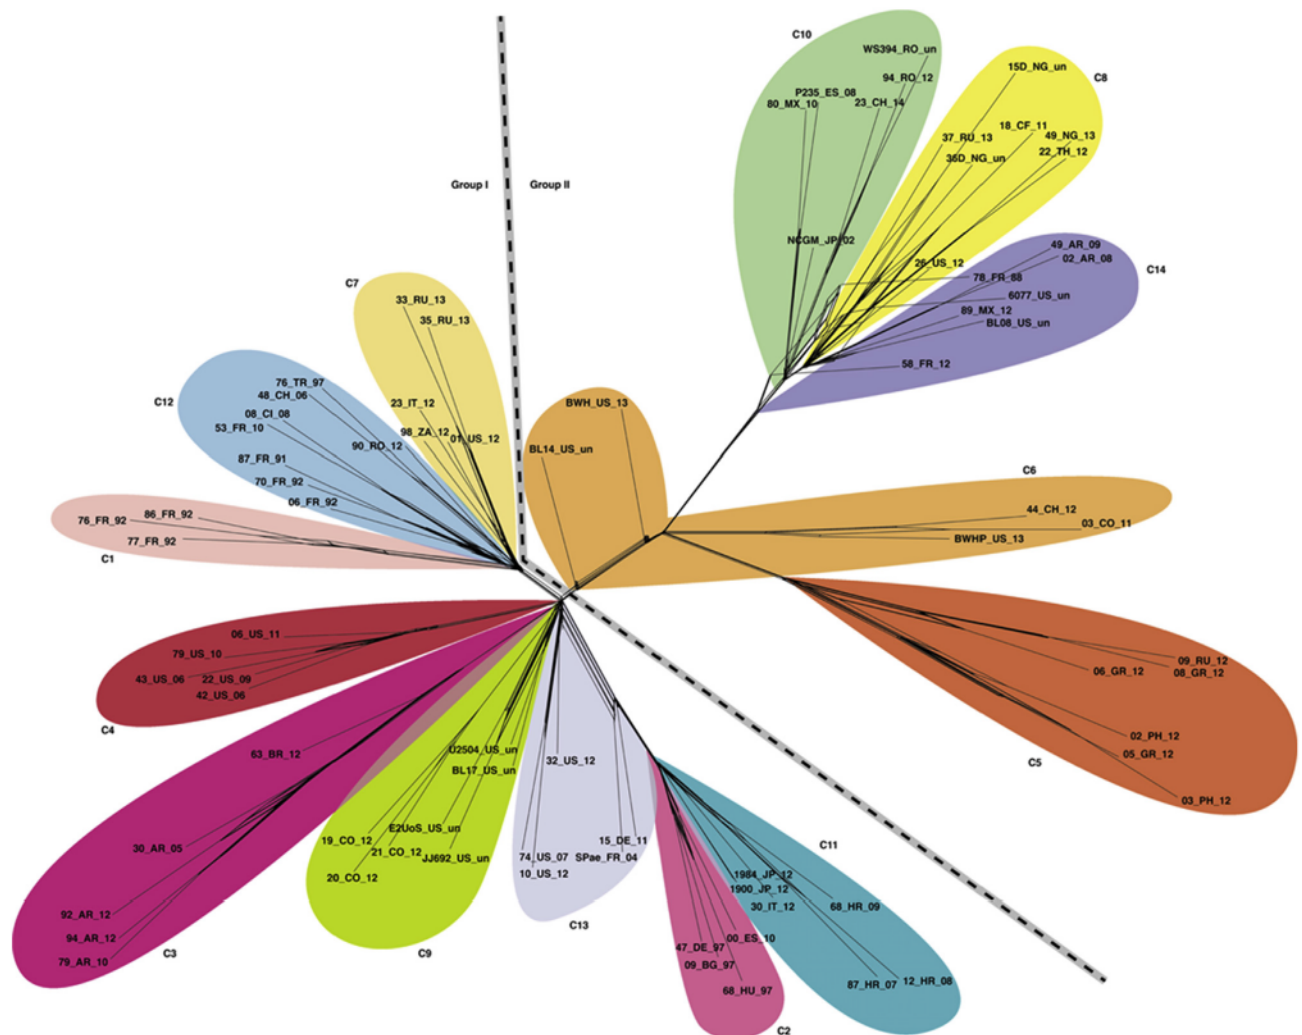 C10
WS394_RO_un
94_RO_12
P235_ES_08
80_MX_10
23_CH_14
NCGM_JP_02
C8
15D_NG_un
18_CF_11
49_NG_13
37_RU_13
22_TH_12
35D_NG_un
26_US_12
C14
49_AR_09
02_AR_08
78_FR_88
6077_US_un
89_MX_12
BL08_US_un
58_FR_12
Group I
Group II
C7
33_RU_13
35_RU_13
23_IT_12
98_ZA_12
01_US_12
C12
76_TR_97
48_CH_06
08_CI_08
53_FR_10
90_RO_12
87_FR_91
70_FR_92
06_FR_92
BWH_US_13
BL14_US_un
C6
44_CH_12
03_CO_11
BWHP_US_13
86_FR_92
76_FR_92
77_FR_92
C1
06_US_11
79_US_10
43_US_06
22_US_09
42_US_06
C4
09_RU_12
06_GR_12
08_GR_12
02_PH_12
05_GR_12
03_PH_12
C5
63_BR_12
30_AR_05
92_AR_12
94_AR_12
79_AR_10
C3
U2504_US_un
BL17_US_un
E2UoS_US_un
19_CO_12
21_CO_12
JJ692_US_un
20_CO_12
C9
32_US_12
15_DE_11
74_US_07
SPae_FR_04
10_US_12
C13
C11
1984_JP_12
1900_JP_12
30_IT_12
68_HR_09
87_HR_07
12_HR_08
00_ES_10
47_DE_97
09_BG_97
68_HU_97
C2